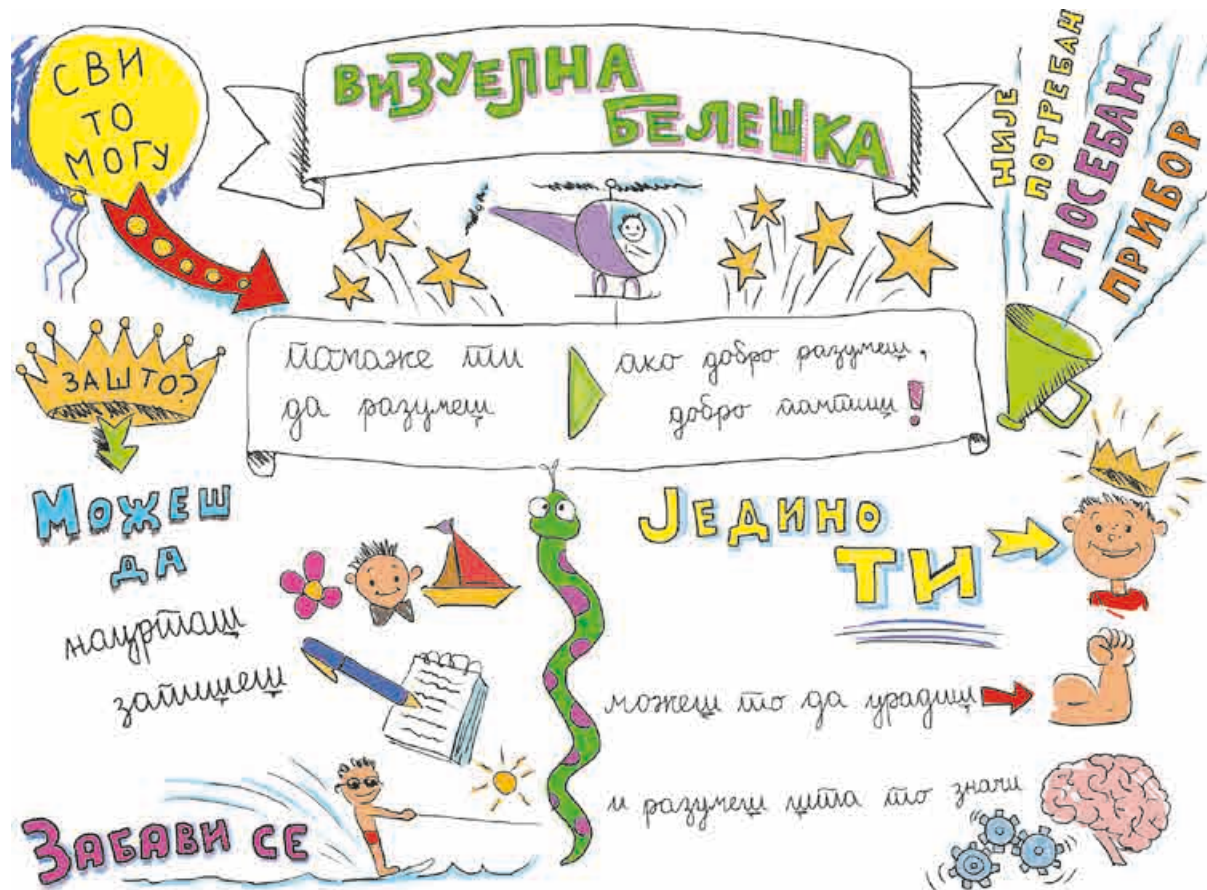 СВИ
ТО
МОГУ
ВИЗУЕЛНА
БЕЛЕШКА
НИЈЕ
ПОТРЕБАН
ПОСЕБАН
ПРИБОР
ЗАШТО?
помаже ти
да разумеш
ако добро разумеш,
добро памтиш!
МОЖЕШ
ДА
нацрташ
запишеш
ЗАБАВИ СЕ
ЈЕДИНО
ТИ
можеш то да урадиш
и разумеш шта то значи